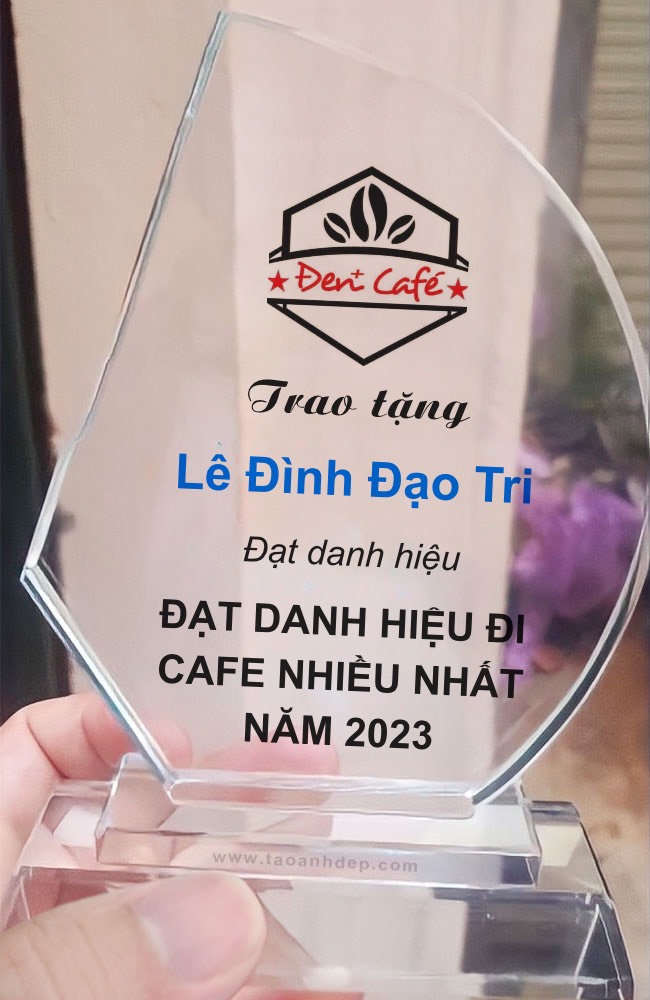 Đen+ Café
Trao tặng
Lê Đình Đạo Tri
Đạt danh hiệu
ĐẠT DANH HIỆU ĐI
CAFE NHIỀU NHẤT
NĂM 2023
www.taoanhdep.com